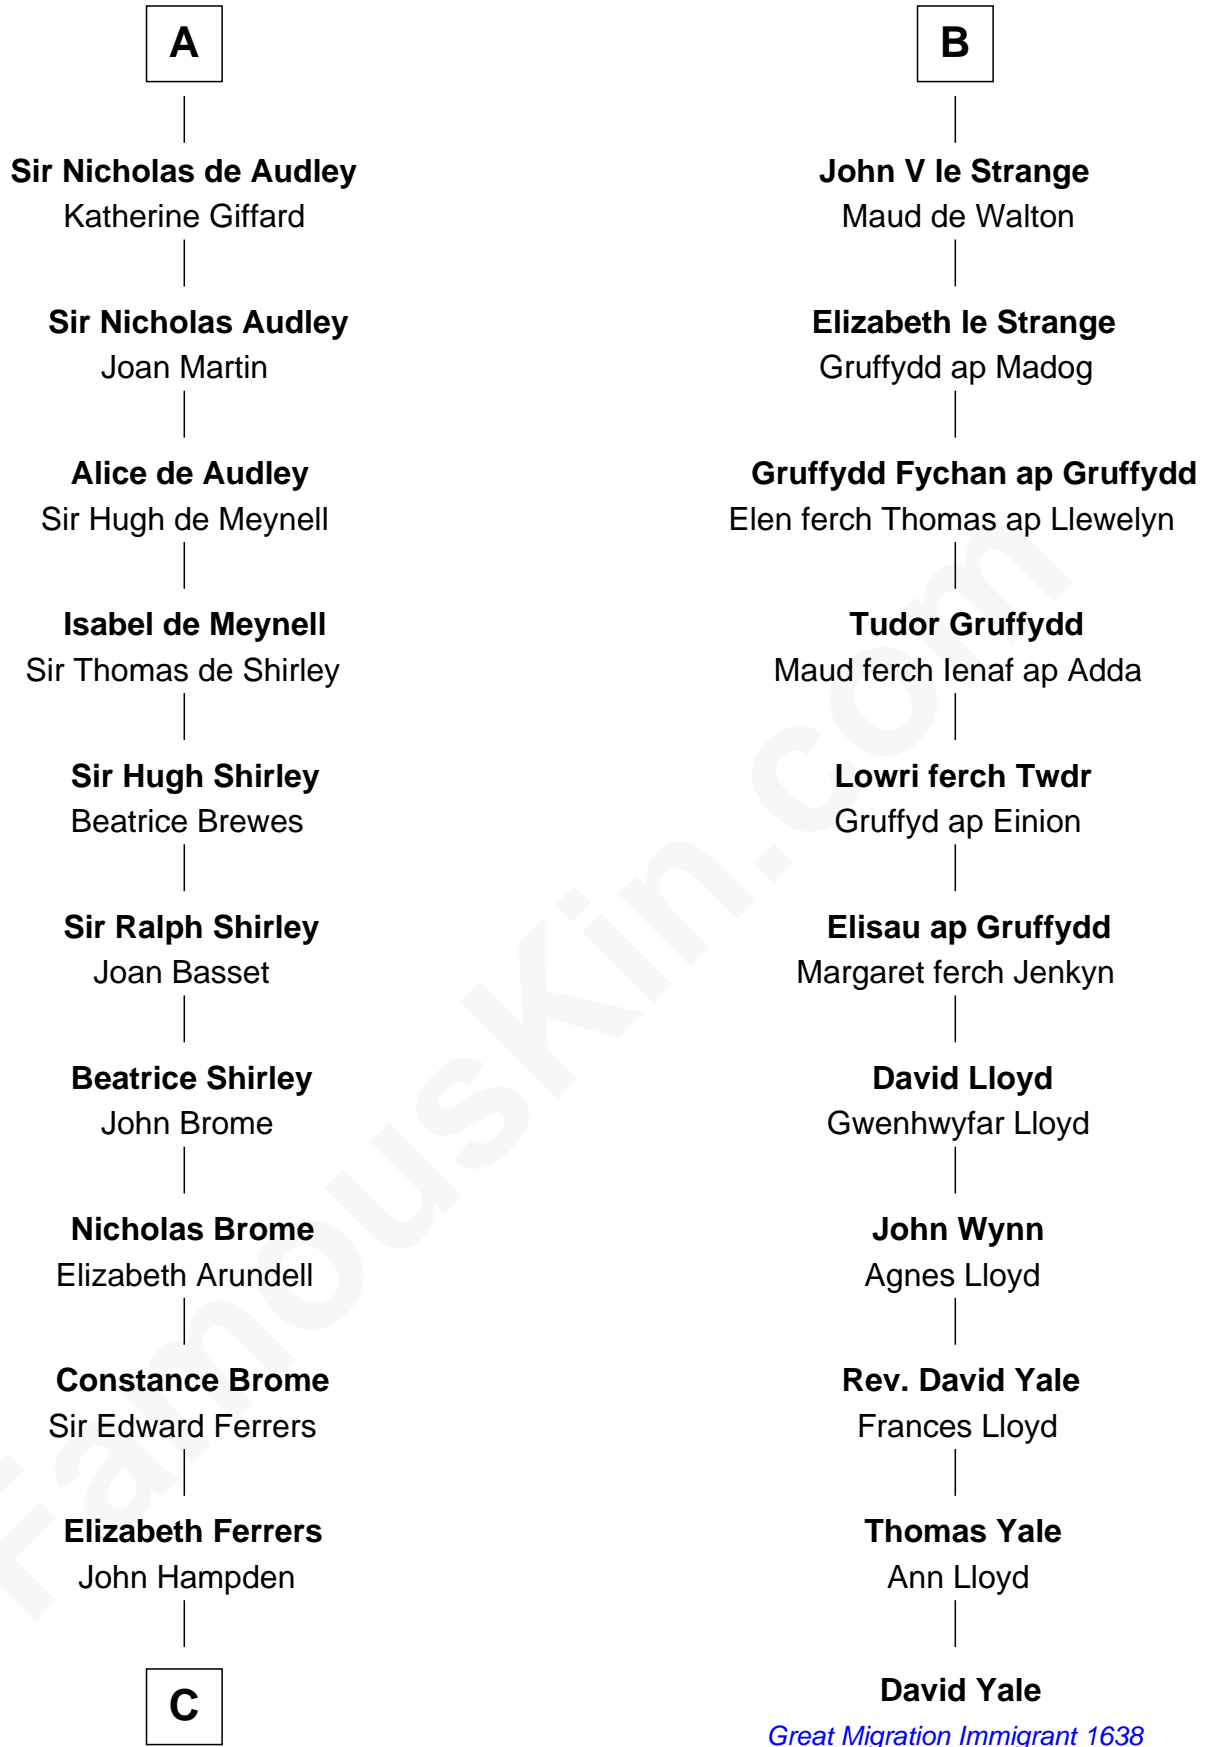 A
Sir Nicholas de Audley
Katherine Giffard
Sir Nicholas Audley
Joan Martin
Alice de Audley
Sir Hugh de Meynell
Isabel de Meynell
Sir Thomas de Shirley
Sir Hugh Shirley
Beatrice Brewes
Sir Ralph Shirley
Joan Basset
Beatrice Shirley
John Brome
Nicholas Brome
Elizabeth Arundell
Constance Brome
Sir Edward Ferrers
Elizabeth Ferrers
John Hampden
C
B
John V le Strange
Maud de Walton
Elizabeth le Strange
Gruffydd ap Madog
Gruffydd Fychan ap Gruffydd
Elen ferch Thomas ap Llewelyn
Tudor Gruffydd
Maud ferch Ienaf ap Adda
Lowri ferch Twdr
Gruffyd ap Einion
Elisau ap Gruffydd
Margaret ferch Jenkyn
David Lloyd
Gwenhwyfar Lloyd
John Wynn
Agnes Lloyd
Rev. David Yale
Frances Lloyd
Thomas Yale
Ann Lloyd
David Yale
Great Migration Immigrant 1638
FamousKin.com